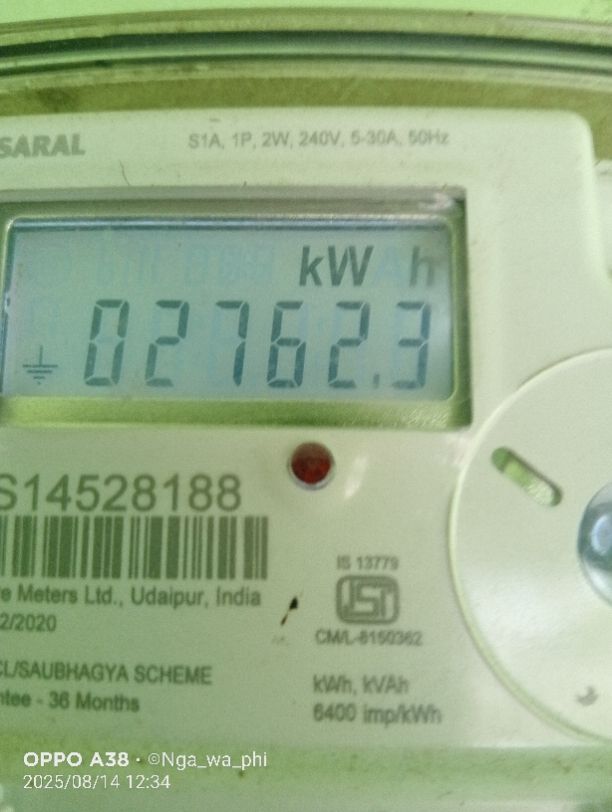 SARAL
S1A, 1P, 2W, 240V, 5-30A, 50Hz
kWh
02762.3
S14528188
IS 13779
Meters Ltd., Udaipur, India
2/2020
CM/L-8150362
CL/SAUBHAGYA SCHEME
ntee - 36 Months
kWh, kVAh
6400 imp/kWh
OPPO A38 · ©Nga_wa_phi
2025/08/14 12:34